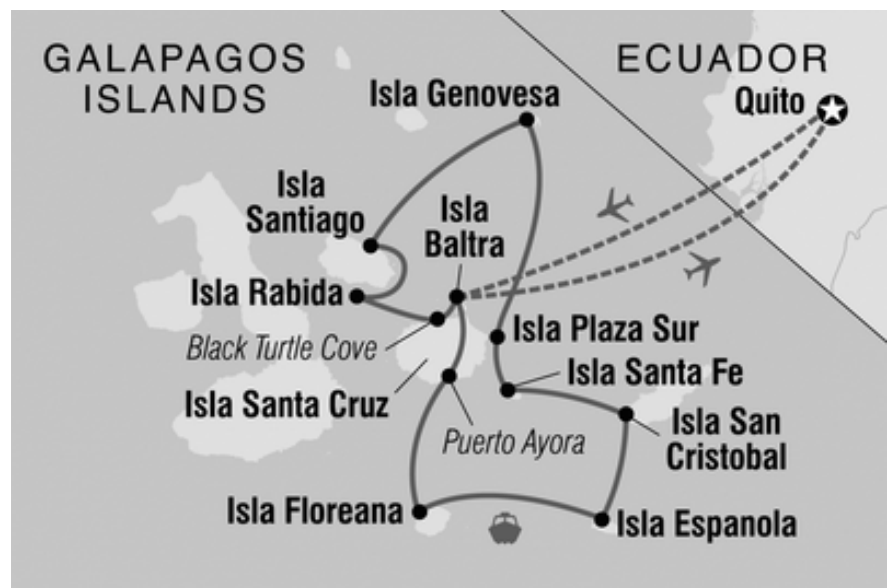 GALAPAGOS
ISLANDS
ECUADOR
Quito
Isla Genovesa
Isla
Santiago
Isla
Baltra
Isla Rabida
Black Turtle Cove
Isla Plaza Sur
Isla Santa Fe
Isla Santa Cruz
Puerto Ayora
Isla San
Cristobal
Isla Floreana
Isla Espanola